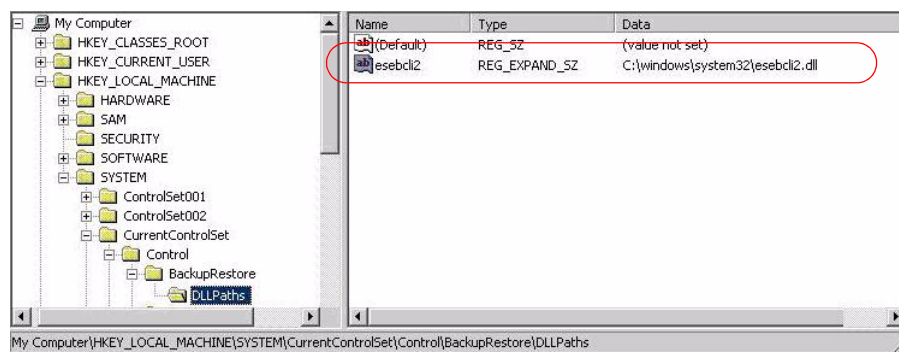 My Computer
HKEY_CLASSES_ROOT
HKEY_CURRENT_USER
HKEY_LOCAL_MACHINE
HARDWARE
SAM
SECURITY
SOFTWARE
SYSTEM
ControlSet001
ControlSet002
CurrentControlSet
Control
BackupRestore
DLLPaths
Name Type Data
ab (Default) REG_SZ (value not set)
ab esebcli2 REG_EXPAND_SZ C:\windows\system32\esebcli2.dll
My Computer\HKEY_LOCAL_MACHINE\SYSTEM\CurrentControlSet\Control\BackupRestore\DLLPaths